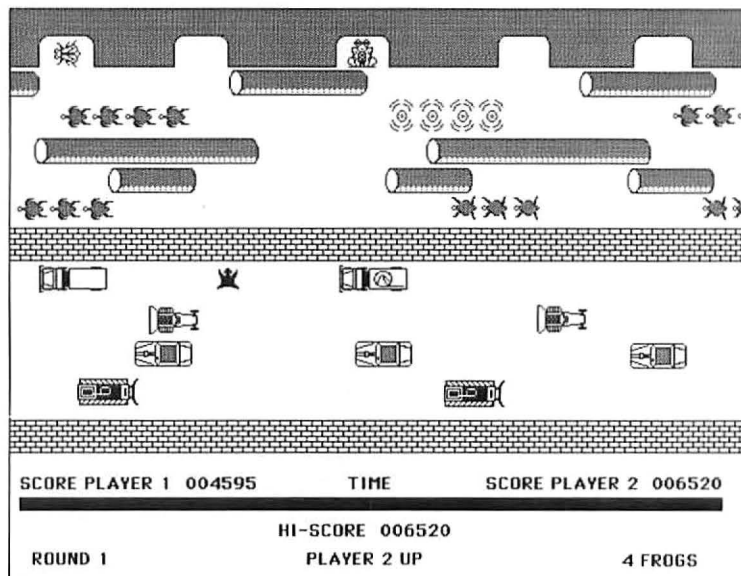 SCORE PLAYER 1 004595 TIME SCORE PLAYER 2 006520
HI-SCORE 006520
ROUND 1 PLAYER 2 UP 4 FROGS